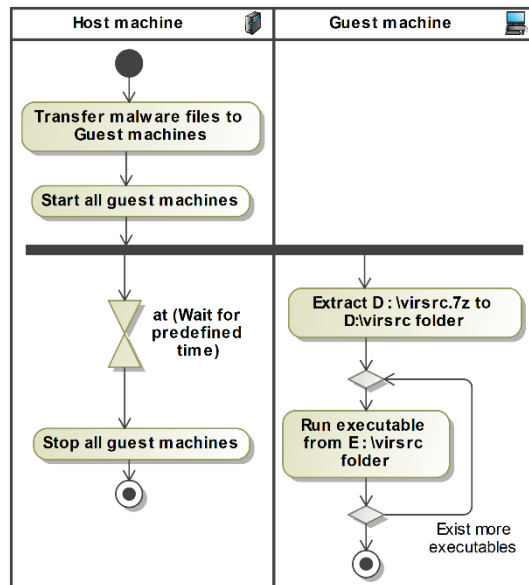 Host machine
Guest machine
Transfer malware files to
Guest machines
Start all guest machines
at (Wait for
predefined
time)
Stop all guest machines
Extract D:\virsrc.7z to
D:\virsrc folder
Run executable
from E:\virsrc
folder
Exist more
executables